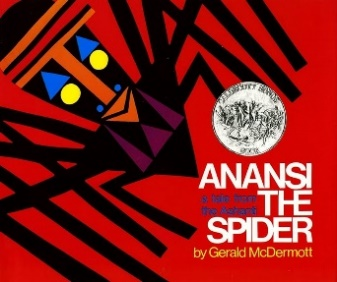 ANANSI
a tale from
the Ashanti
THE
SPIDER
by Gerald McDermott